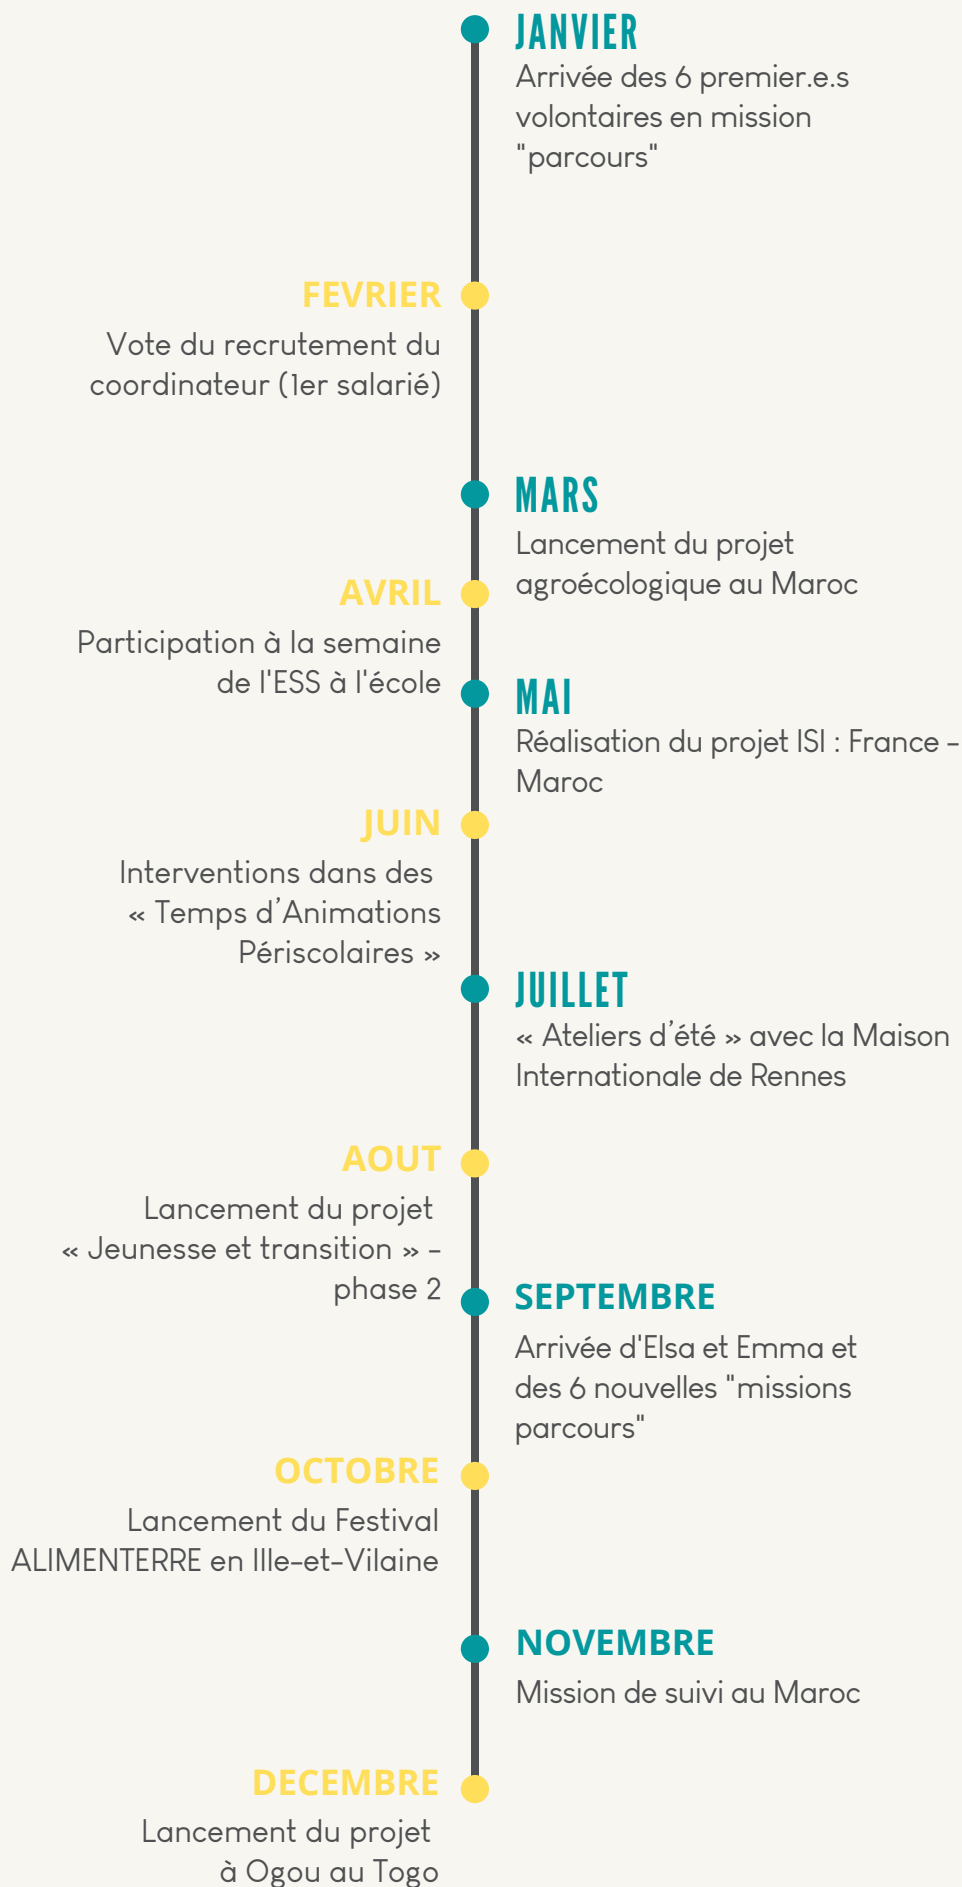 JANVIER
Arrivée des 6 premier.e.s
volontaires en mission
"parcours"
FEVRIER
Vote du recrutement du
coordinateur (1er salarié)
MARS
Lancement du projet
agroécologique au Maroc
AVRIL
Participation à la semaine
de l'ESS à l'école
MAI
Réalisation du projet ISI : France -
Maroc
JUIN
Interventions dans des
« Temps d’Animations
Périscolaires »
JUILLET
« Ateliers d’été » avec la Maison
Internationale de Rennes
AOUT
Lancement du projet
« Jeunesse et transition » -
phase 2
SEPTEMBRE
Arrivée d'Elsa et Emma et
des 6 nouvelles "missions
parcours"
OCTOBRE
Lancement du Festival
ALIMENTERRE en Ille-et-Vilaine
NOVEMBRE
Mission de suivi au Maroc
DECEMBRE
Lancement du projet
à Ogou au Togo